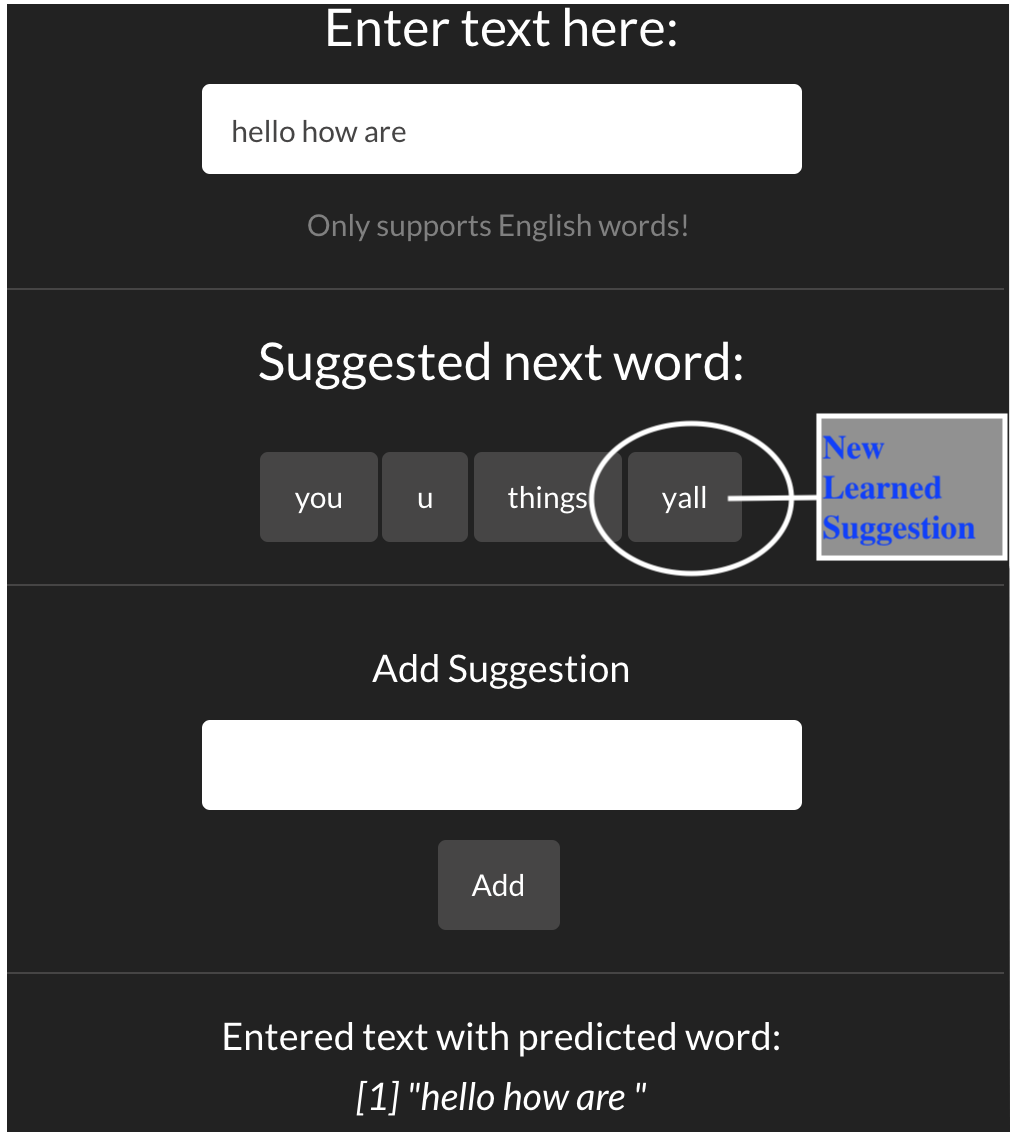 Enter text here:
hello how are
Only supports English words!
Suggested next word:
you u things yall
New
Learned
Suggestion
Add Suggestion
Add
Entered text with predicted word:
[1] "hello how are "